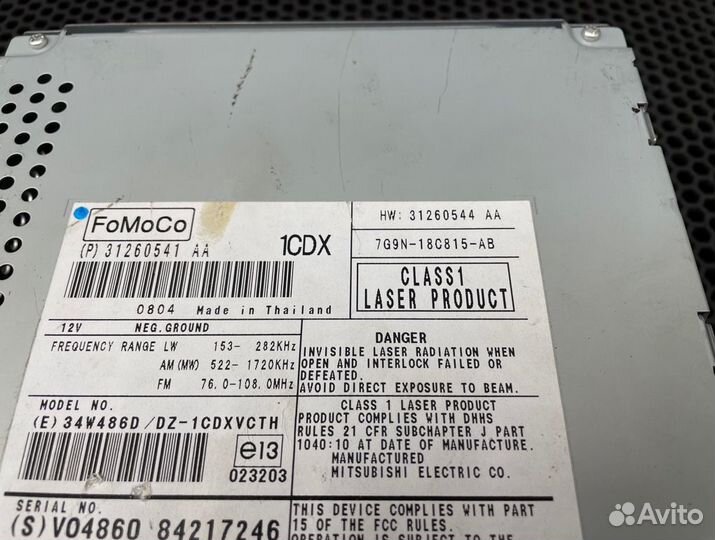 FoMoCo
(P) 31260541 AA
1CDX
HW: 31260544 AA
7G9N-18C815-AB
CLASS1
LASER PRODUCT
0804 Made in Thailand
12V NEG.GROUND
FREQUENCY RANGE LW 153- 282KHz
AM(MW) 522-1720KHz
FM 76.0-108.0MHz
DANGER
INVISIBLE LASER RADIATION WHEN
OPEN AND INTERLOCK FAILED OR
DEFEATED.
AVOID DIRECT EXPOSURE TO BEAM.
MODEL NO.
(E) 34W486D/DZ-1CDXVCTH
e13
023203
CLASS 1 LASER PRODUCT
PRODUCT COMPLIES WITH DHHS
RULES 21 CFR SUBCHAPTER J PART
1040:10 AT DATE OF MANUFACTURE.
MANUFACTURED
MITSUBISHI ELECTRIC CO.
SERIAL NO.
(S)V04860 84217246
THIS DEVICE COMPLIES WITH PART
15 OF THE FCC RULES.
OPERATION IS SUBJECT TO THE
Avito